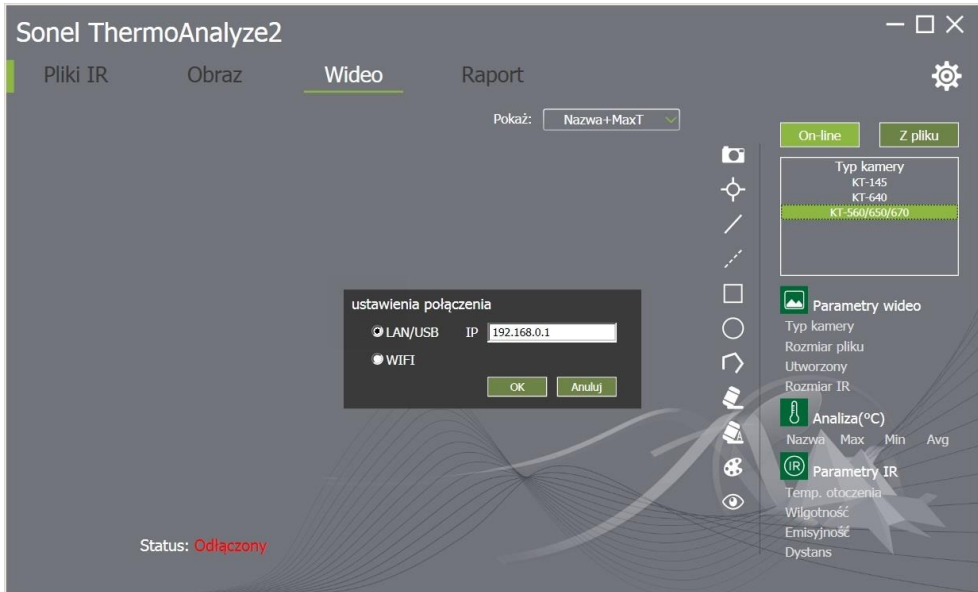 Sonel ThermoAnalyze2
Pliki IR Obraz Wideo Raport
Pokaż: Nazwa+MaxT
On-line Z pliku
Typ kamery
KT-145
KT-640
KT-560/650/670
ustawienia połączenia
LAN/USB IP 192.168.0.1
WIFI
OK Anuluj
Parametry wideo
Typ kamery
Rozmiar pliku
Utworzony
Rozmiar IR
Analiza(°C)
Nazwa Max Min Avg
IR Parametry IR
Temp. otoczenia
Wilgotność
Emisyjność
Dystans
Status: Odłączony